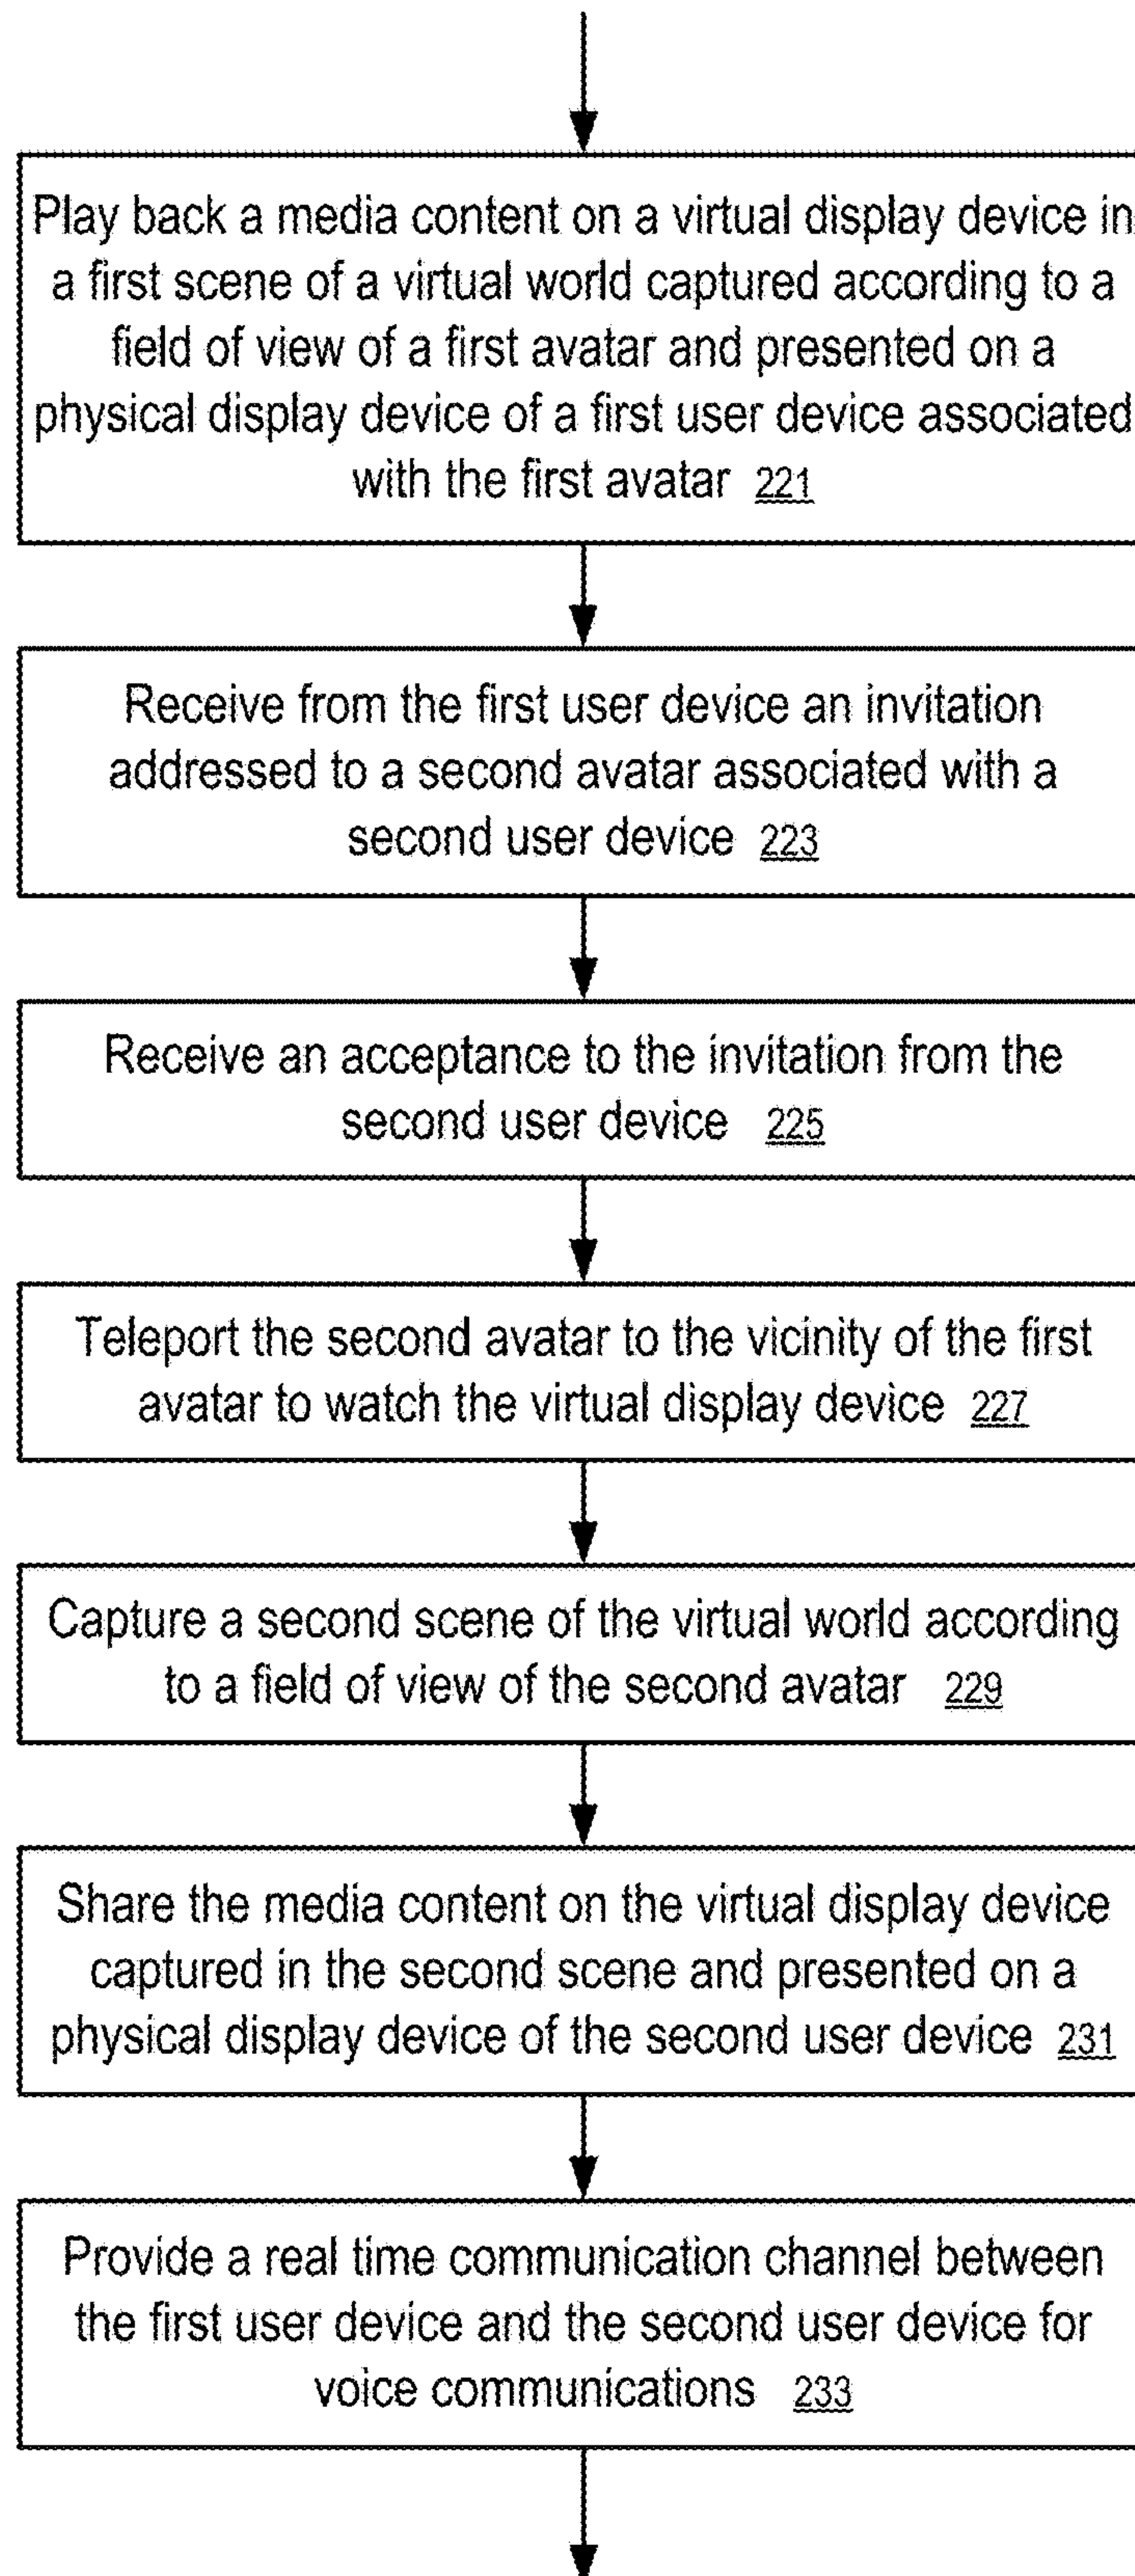 Play back a media content on a virtual display device in
a first scene of a virtual world captured according to a
field of view of a first avatar and presented on a
physical display device of a first user device associated
with the first avatar 221
Receive from the first user device an invitation
addressed to a second avatar associated with a
second user device 223
Receive an acceptance to the invitation from the
second user device 225
Teleport the second avatar to the vicinity of the first
avatar to watch the virtual display device 227
Capture a second scene of the virtual world according
to a field of view of the second avatar 229
Share the media content on the virtual display device
captured in the second scene and presented on a
physical display device of the second user device 231
Provide a real time communication channel between
the first user device and the second user device for
voice communications 233